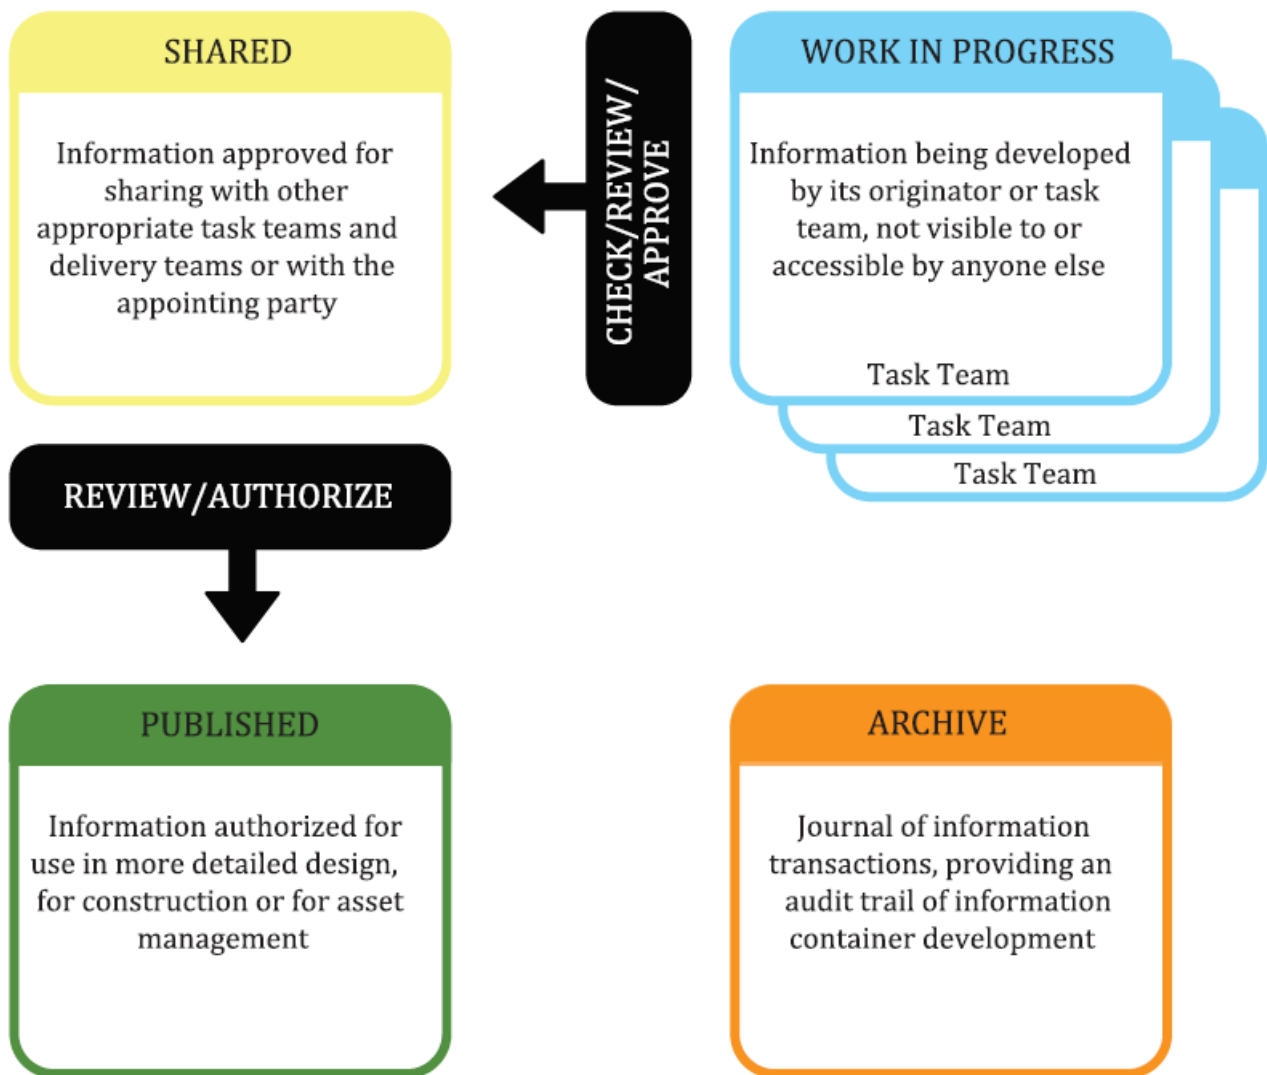 SHARED
Information approved for
sharing with other
appropriate task teams and
delivery teams or with the
appointing party
CHECK/REVIEW/
APPROVE
WORK IN PROGRESS
Information being developed
by its originator or task
team, not visible to or
accessible by anyone else
Task Team
Task Team
Task Team
REVIEW/AUTHORIZE
PUBLISHED
Information authorized for
use in more detailed design,
for construction or for asset
management
ARCHIVE
Journal of information
transactions, providing an
audit trail of information
container development